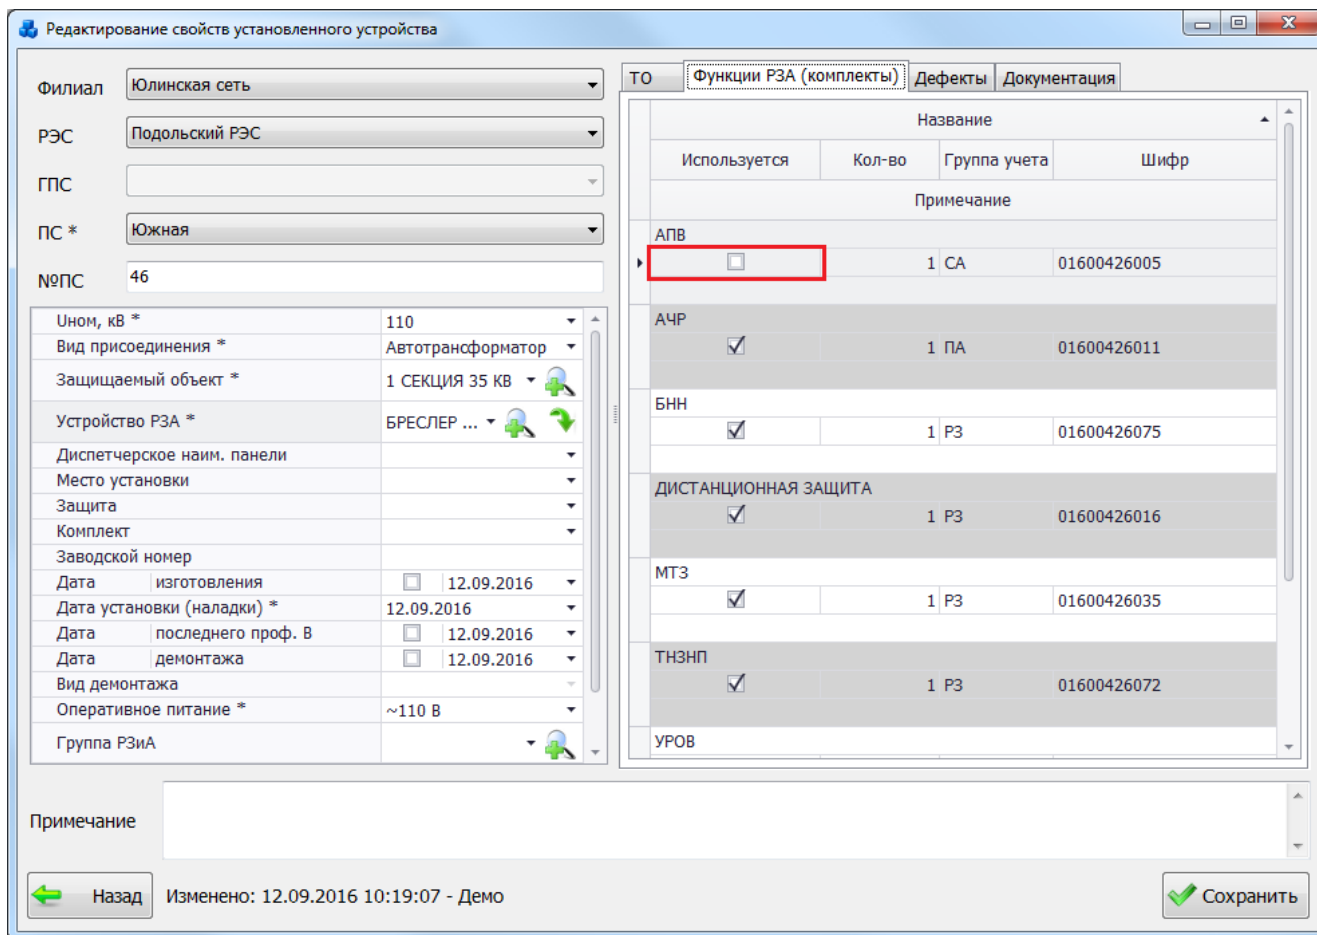 Редактирование свойств установленного устройства
Филиал Юлинская сеть
РЭС Подольский РЭС
ГПС
ПС * Южная
№ПС 46
Uном, кВ * 110
Вид присоединения * Автотрансформатор
Защищаемый объект * 1 СЕКЦИЯ 35 КВ
Устройство РЗА * БРЕСЛЕР ...
Диспетчерское наим. панели
Место установки
Защита
Комплект
Заводской номер
Дата изготовления 12.09.2016
Дата установки (наладки) * 12.09.2016
Дата последнего проф. В 12.09.2016
Дата демонтажа 12.09.2016
Вид демонтажа
Оперативное питание * ~110 В
Группа РЗиА
ТО Функции РЗА (комплекты) Дефекты Документация
Название
Используется Кол-во Группа учета Шифр
Примечание
АПВ
1 СА 01600426005
АЧР
1 ПА 01600426011
БНН
1 РЗ 01600426075
ДИСТАНЦИОННАЯ ЗАЩИТА
1 РЗ 01600426016
МТЗ
1 РЗ 01600426035
ТНЗНП
1 РЗ 01600426072
УРОВ
Примечание
Назад Изменено: 12.09.2016 10:19:07 - Демо Сохранить